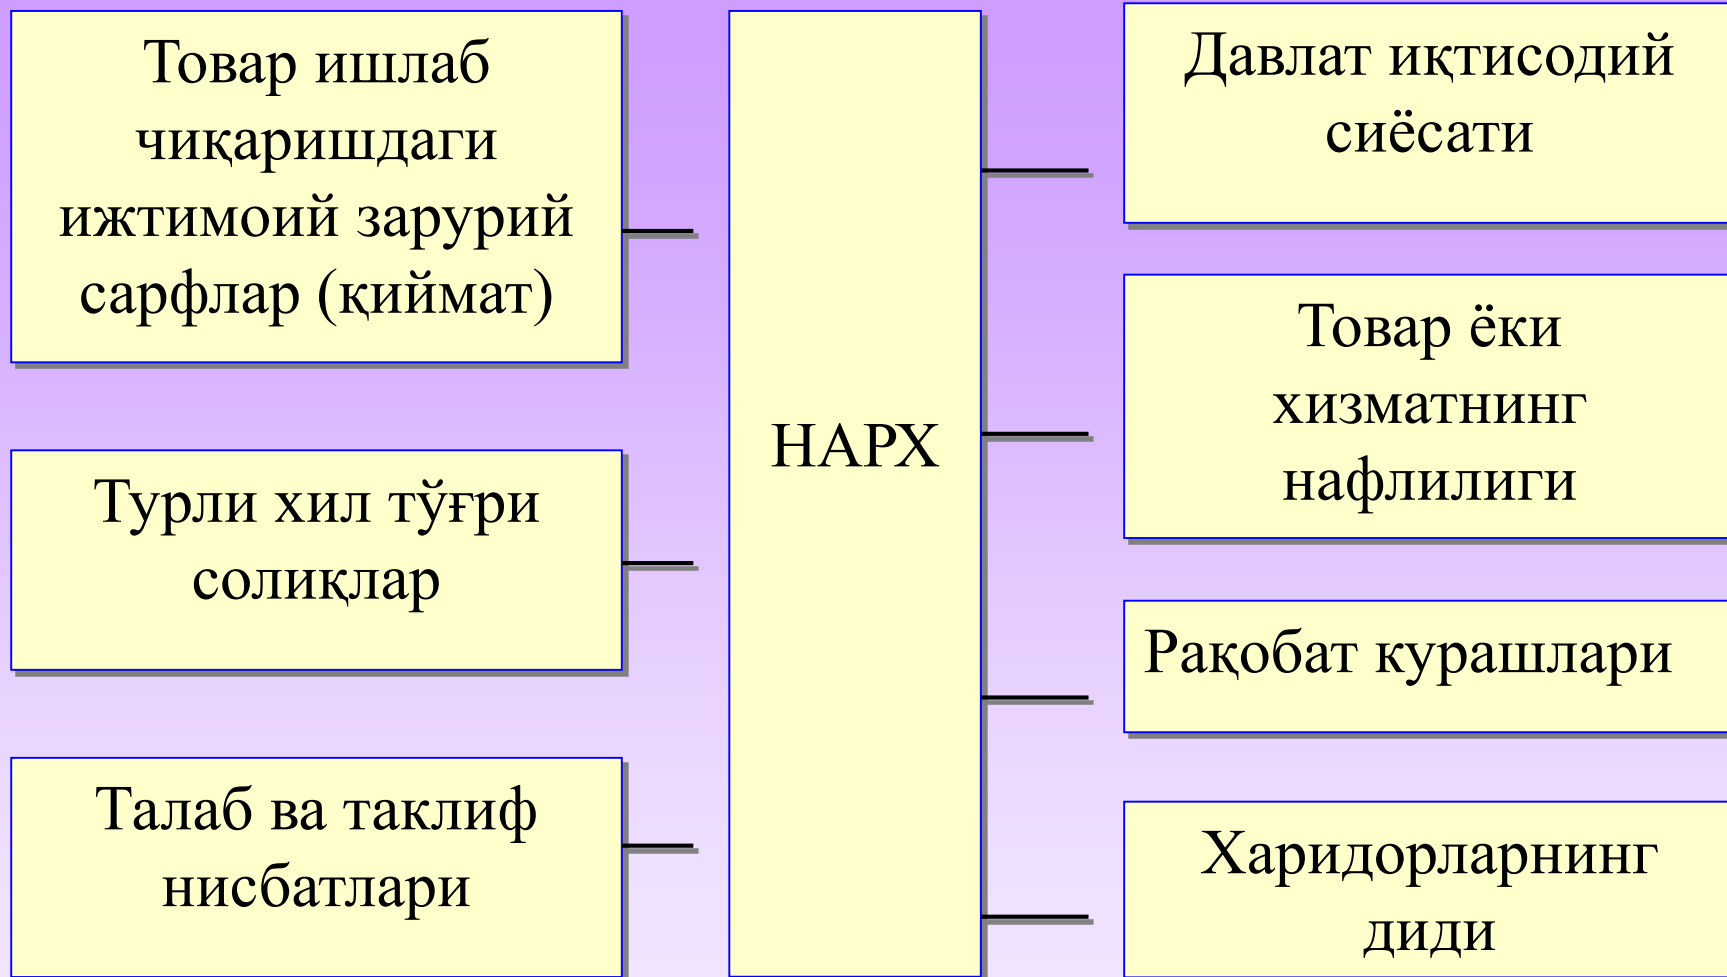 Товар ишлаб
чиқаришдаги
ижтимоий зарурий
сарфлар (қиймат)
Турли хил тўғри
солиқлар
Талаб ва таклиф
нисбатлари
НАРХ
Давлат иқтисодий
сиёсати
Товар ёки
хизматнинг
нафлилиги
Рақобат курашлари
Харидорларнинг
диди